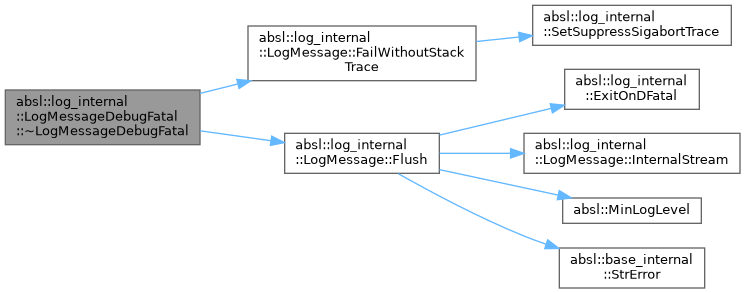 absl::log_internal
::LogMessageDebugFatal
::~LogMessageDebugFatal
absl::log_internal
::LogMessage::FailWithoutStack
Trace
absl::log_internal
::SetSuppressSigabortTrace
absl::log_internal
::LogMessage::Flush
absl::log_internal
::ExitOnDFatal
absl::log_internal
::LogMessage::InternalStream
absl::MinLogLevel
absl::base_internal
::StrError